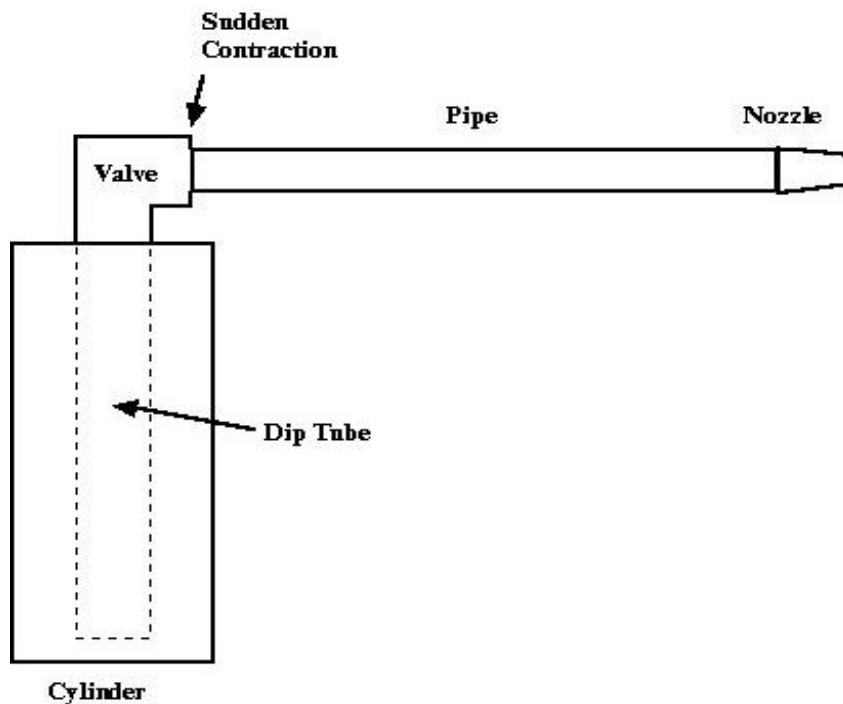 Sudden
Contraction
Pipe
Nozzle
Valve
Dip Tube
Cylinder